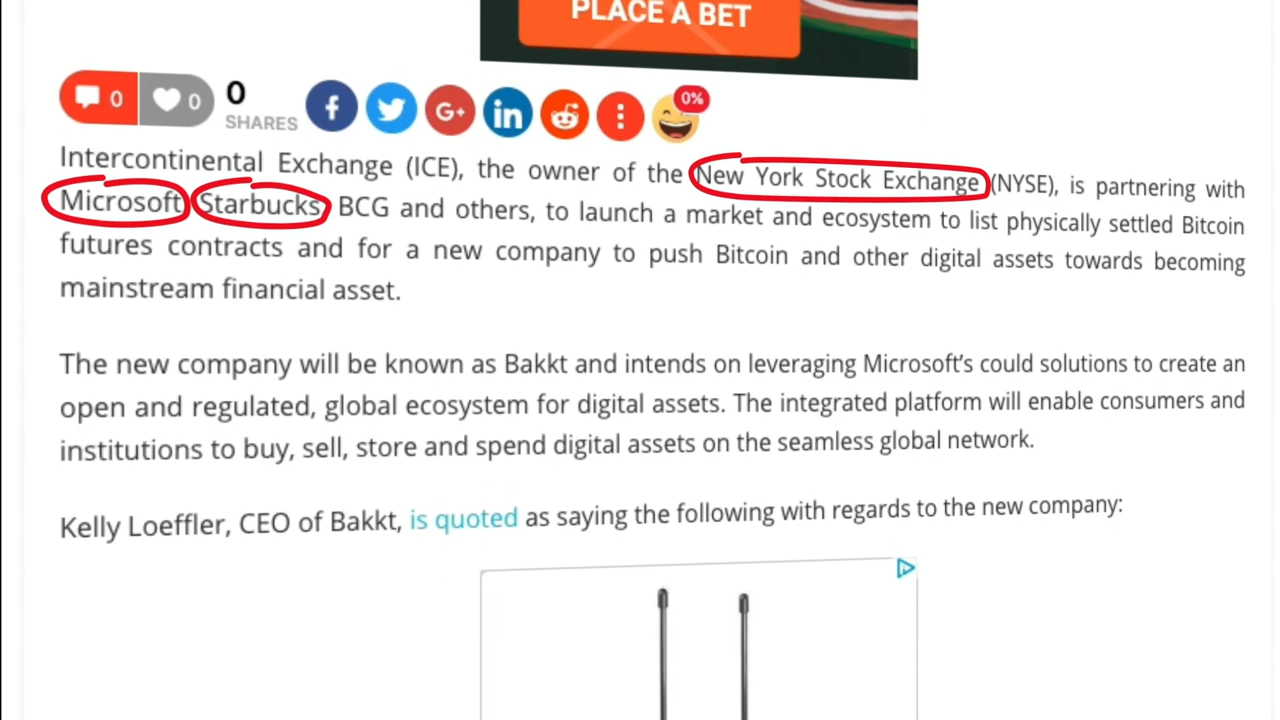 PLACE A BET
0 0 0 SHARES 0%
Intercontinental Exchange (ICE), the owner of the New York Stock Exchange (NYSE), is partnering with
Microsoft Starbucks, BCG and others, to launch a market and ecosystem to list physically settled Bitcoin
futures contracts and for a new company to push Bitcoin and other digital assets towards becoming
mainstream financial asset.
The new company will be known as Bakkt and intends on leveraging Microsoft's could solutions to create an
open and regulated, global ecosystem for digital assets. The integrated platform will enable consumers and
institutions to buy, sell, store and spend digital assets on the seamless global network.
Kelly Loeffler, CEO of Bakkt, is quoted as saying the following with regards to the new company: